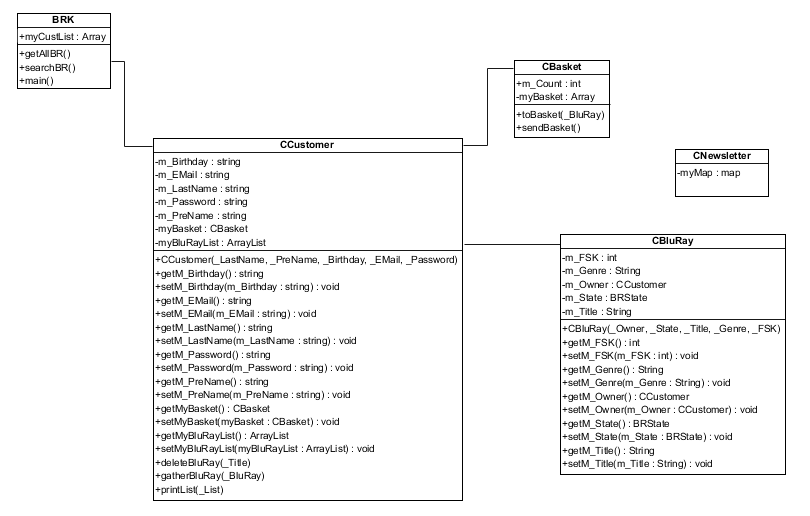 BRK
+myCustList : Array
+getAllBR()
+searchBR()
+main()
CBasket
+m_Count : int
-myBasket : Array
+toBasket(_BluRay)
+sendBasket()
CCustomer
-m_Birthday : string
-m_EMail : string
-m_LastName : string
-m_Password : string
-m_PreName : string
-myBasket : CBasket
-myBluRayList : ArrayList
+CCustomer(_LastName, _PreName, _Birthday, _EMail, _Password)
+getM_Birthday() : string
+setM_Birthday(m_Birthday : string) : void
+getM_EMail() : string
+setM_EMail(m_EMail : string) : void
+getM_LastName() : string
+setM_LastName(m_LastName : string) : void
+getM_Password() : string
+setM_Password(m_Password : string) : void
+getM_PreName() : string
+setM_PreName(m_PreName : string) : void
+getMyBasket() : CBasket
+setMyBasket(myBasket : CBasket) : void
+getMyBluRayList() : ArrayList
+setMyBluRayList(myBluRayList : ArrayList) : void
+deleteBluRay(_Title)
+gatherBluRay(_BluRay)
+printList(_List)
CNewsletter
-myMap : map
CBluRay
-m_FSK : int
-m_Genre : String
-m_Owner : CCustomer
-m_State : BRState
-m_Title : String
+CBluRay(_Owner, _State, _Title, _Genre, _FSK)
+getM_FSK() : int
+setM_FSK(m_FSK : int) : void
+getM_Genre() : String
+setM_Genre(m_Genre : String) : void
+getM_Owner() : CCustomer
+setM_Owner(m_Owner : CCustomer) : void
+getM_State() : BRState
+setM_State(m_State : BRState) : void
+getM_Title() : String
+setM_Title(m_Title : String) : void